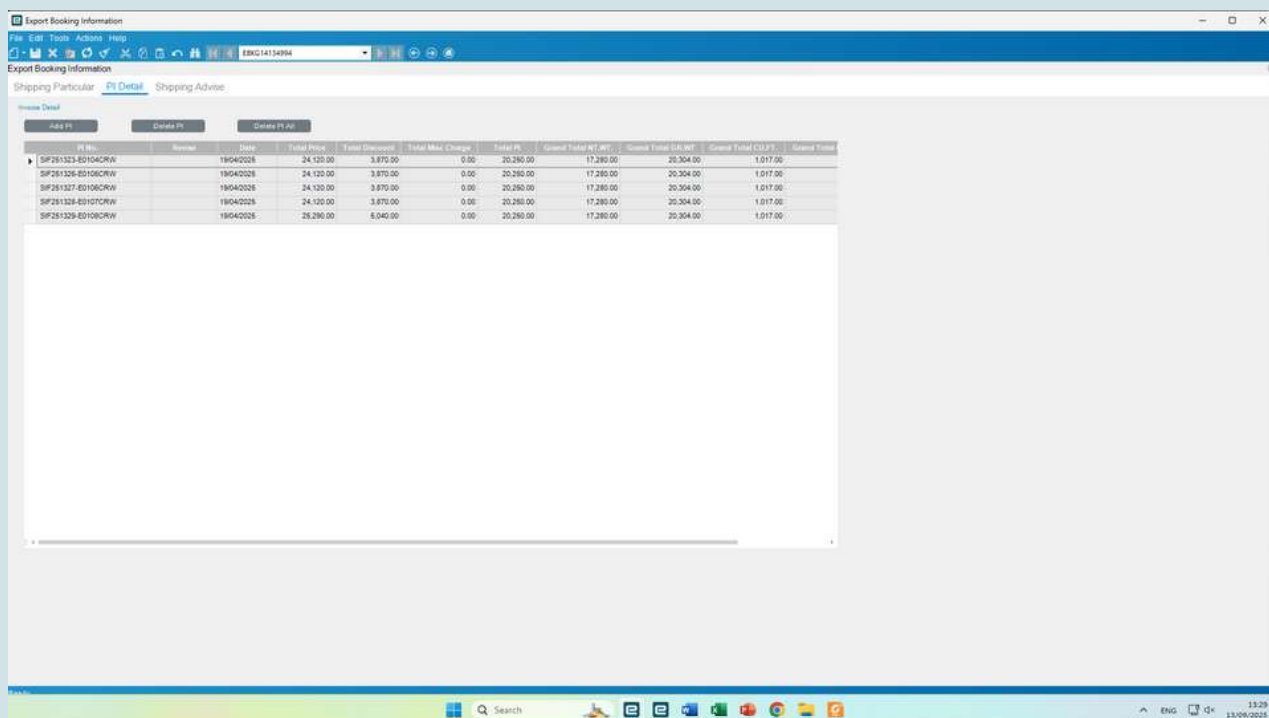 Export Booking Information
File Edit Tools Actions Help
EBKG14134994
Export Booking Information
Shipping Particular PI Detail Shipping Advise
Invoice Detail
Add PI Delete PI Delete PI All
PI No. Date Total Price Total Discount Total Misc Charge Total PI Grand Total NT.WT. Grand Total GR.WT Grand Total CU.FT. Grand Total
SIF251323-E0104CRW 19/04/2025 24,120.00 3,870.00 0.00 20,250.00 17,280.00 20,304.00 1,017.00
19/04/2025 24,120.00 3,870.00 0.00 20,250.00 17,280.00 20,304.00 1,017.00
SIF251327-E0106CRW 19/04/2025 24,120.00 3,870.00 0.00 20,250.00 17,280.00 20,304.00 1,017.00
SIF251328-E0107CRW 19/04/2025 24,120.00 3,870.00 0.00 20,250.00 17,280.00 20,304.00 1,017.00
SIF251329-E0108CRW 19/04/2025 0.00 20,250.00 17,280.00 20,304.00 1,017.00
Ready
Search
ENG
13:29